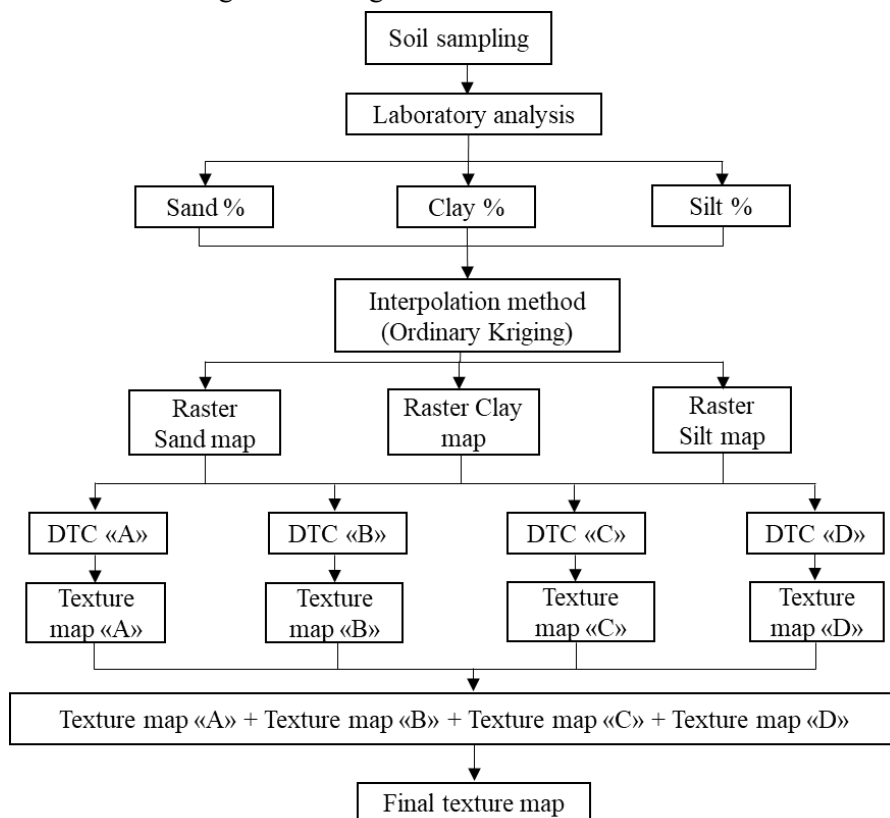 Soil sampling
Laboratory analysis
Sand %
Clay %
Silt %
Interpolation method
(Ordinary Kriging)
Raster
Sand map
Raster Clay
map
Raster
Silt map
DTC «A»
DTC «B»
DTC «C»
DTC «D»
Texture
map «A»
Texture
map «B»
Texture
map «C»
Texture
map «D»
Texture map «A» + Texture map «B» + Texture map «C» + Texture map «D»
Final texture map